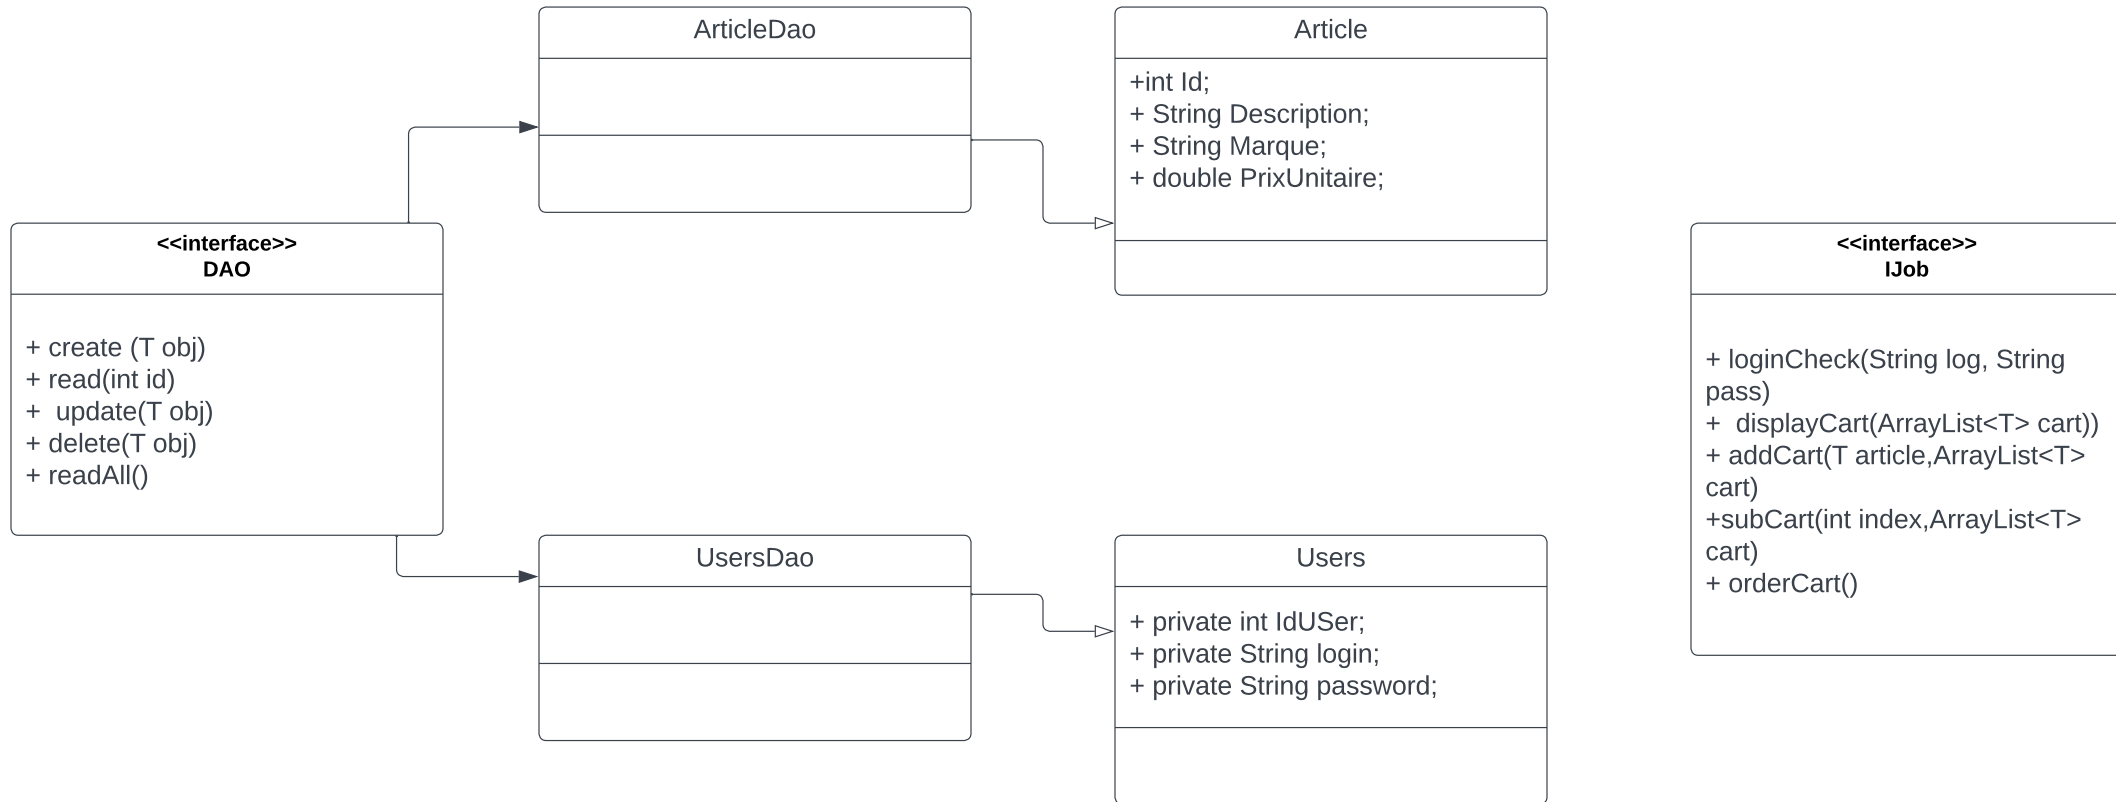 ArticleDao
Article
+int Id;
+ String Description;
+ String Marque;
+ double PrixUnitaire;
<<interface>>
DAO
+ create (T obj)
+ read(int id)
+  update(T obj)
+ delete(T obj)
+ readAll()
<<interface>>
IJob
+ loginCheck(String log, String
pass)
+  displayCart(ArrayList<T> cart))
+ addCart(T article,ArrayList<T>
cart)
+subCart(int index,ArrayList<T>
cart)
+ orderCart()
UsersDao
Users
+ private int IdUSer;
+ private String login;
+ private String password;